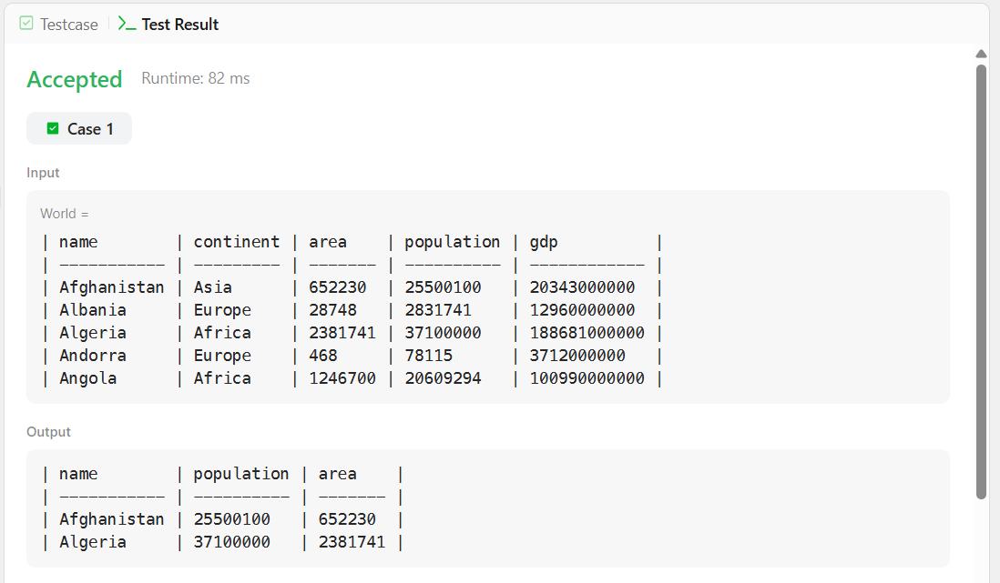 Testcase >_ Test Result
Accepted Runtime: 82 ms
Case 1
Input
World =
| name        | continent | area    | population | gdp          |
| ----------- | --------- | ------- | ---------- | ------------ |
| Afghanistan | Asia      | 652230  | 25500100   | 20343000000  |
| Albania     | Europe    | 28748   | 2831741    | 12960000000  |
| Algeria     | Africa    | 2381741 | 37100000   | 188681000000 |
| Andorra     | Europe    | 468     | 78115      | 3712000000   |
| Angola      | Africa    | 1246700 | 20609294   | 100990000000 |
Output
| name        | population | area    |
| ----------- | ---------- | ------- |
| Afghanistan | 25500100   | 652230  |
| Algeria     | 37100000   | 2381741 |